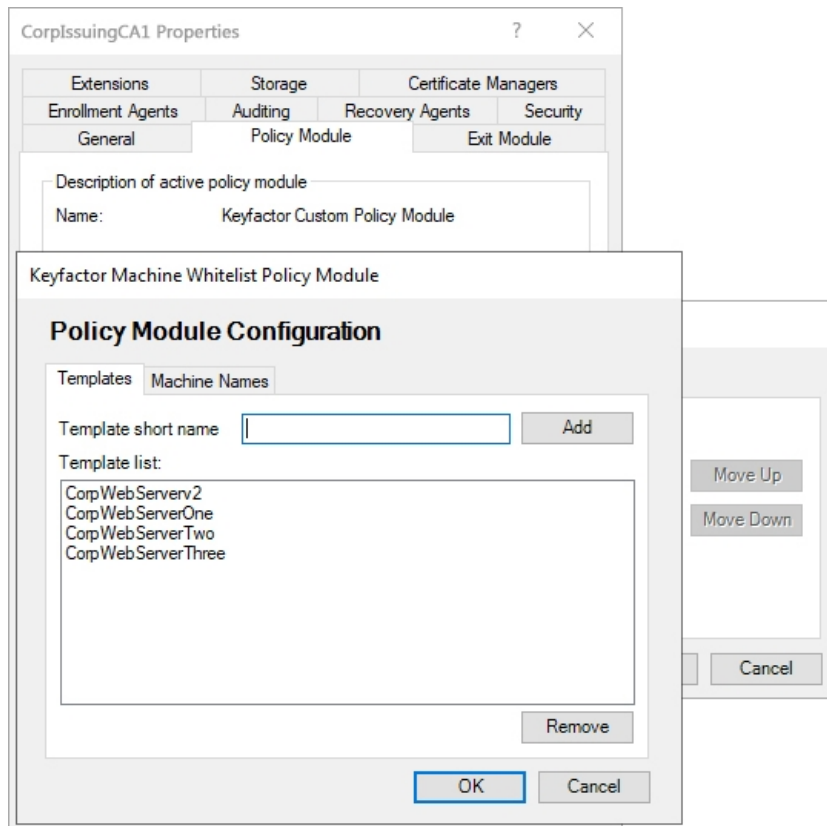 CorpIssuingCA1 Properties ?
Extensions Storage Certificate Managers
Enrollment Agents Auditing Recovery Agents Security
General Policy Module Exit Module
Description of active policy module
Name: Keyfactor Custom Policy Module
Keyfactor Machine Whitelist Policy Module
Policy Module Configuration
Templates Machine Names
Template short name Add
Template list:
CorpWebServerv2
CorpWebServerOne
CorpWebServerTwo
CorpWebServerThree
Remove
OK Cancel
Move Up
Move Down
Cancel